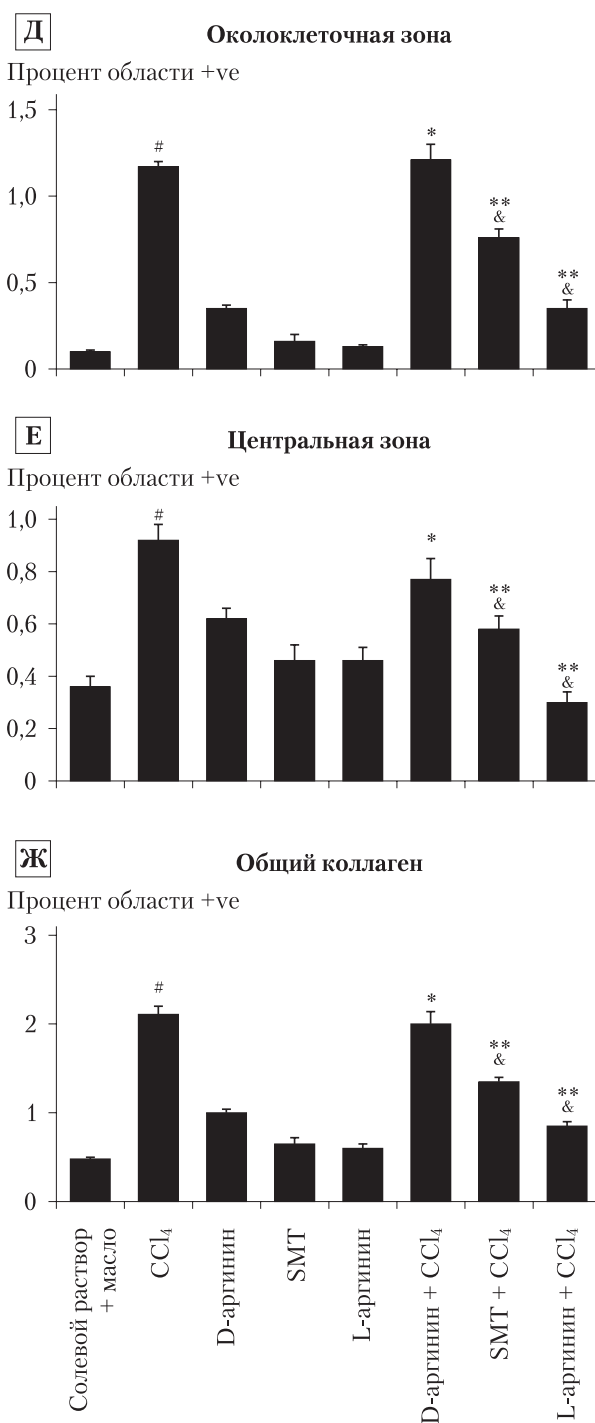 Д
Околоклеточная зона
Процент области +ve
1,5
1,0
0,5
0
#
*
**
&
**
&
Е
Центральная зона
Процент области +ve
1,0
0,8
0,6
0,4
0,2
0
#
*
**
&
**
&
Ж
Общий коллаген
Процент области +ve
3
2
1
0
#
*
**
&
**
&
Солевой раствор
+ масло
CCl4
D-аргинин
SMT
L-аргинин
D-аргинин + CCl4
SMT + CCl4
L-аргинин + CCl4